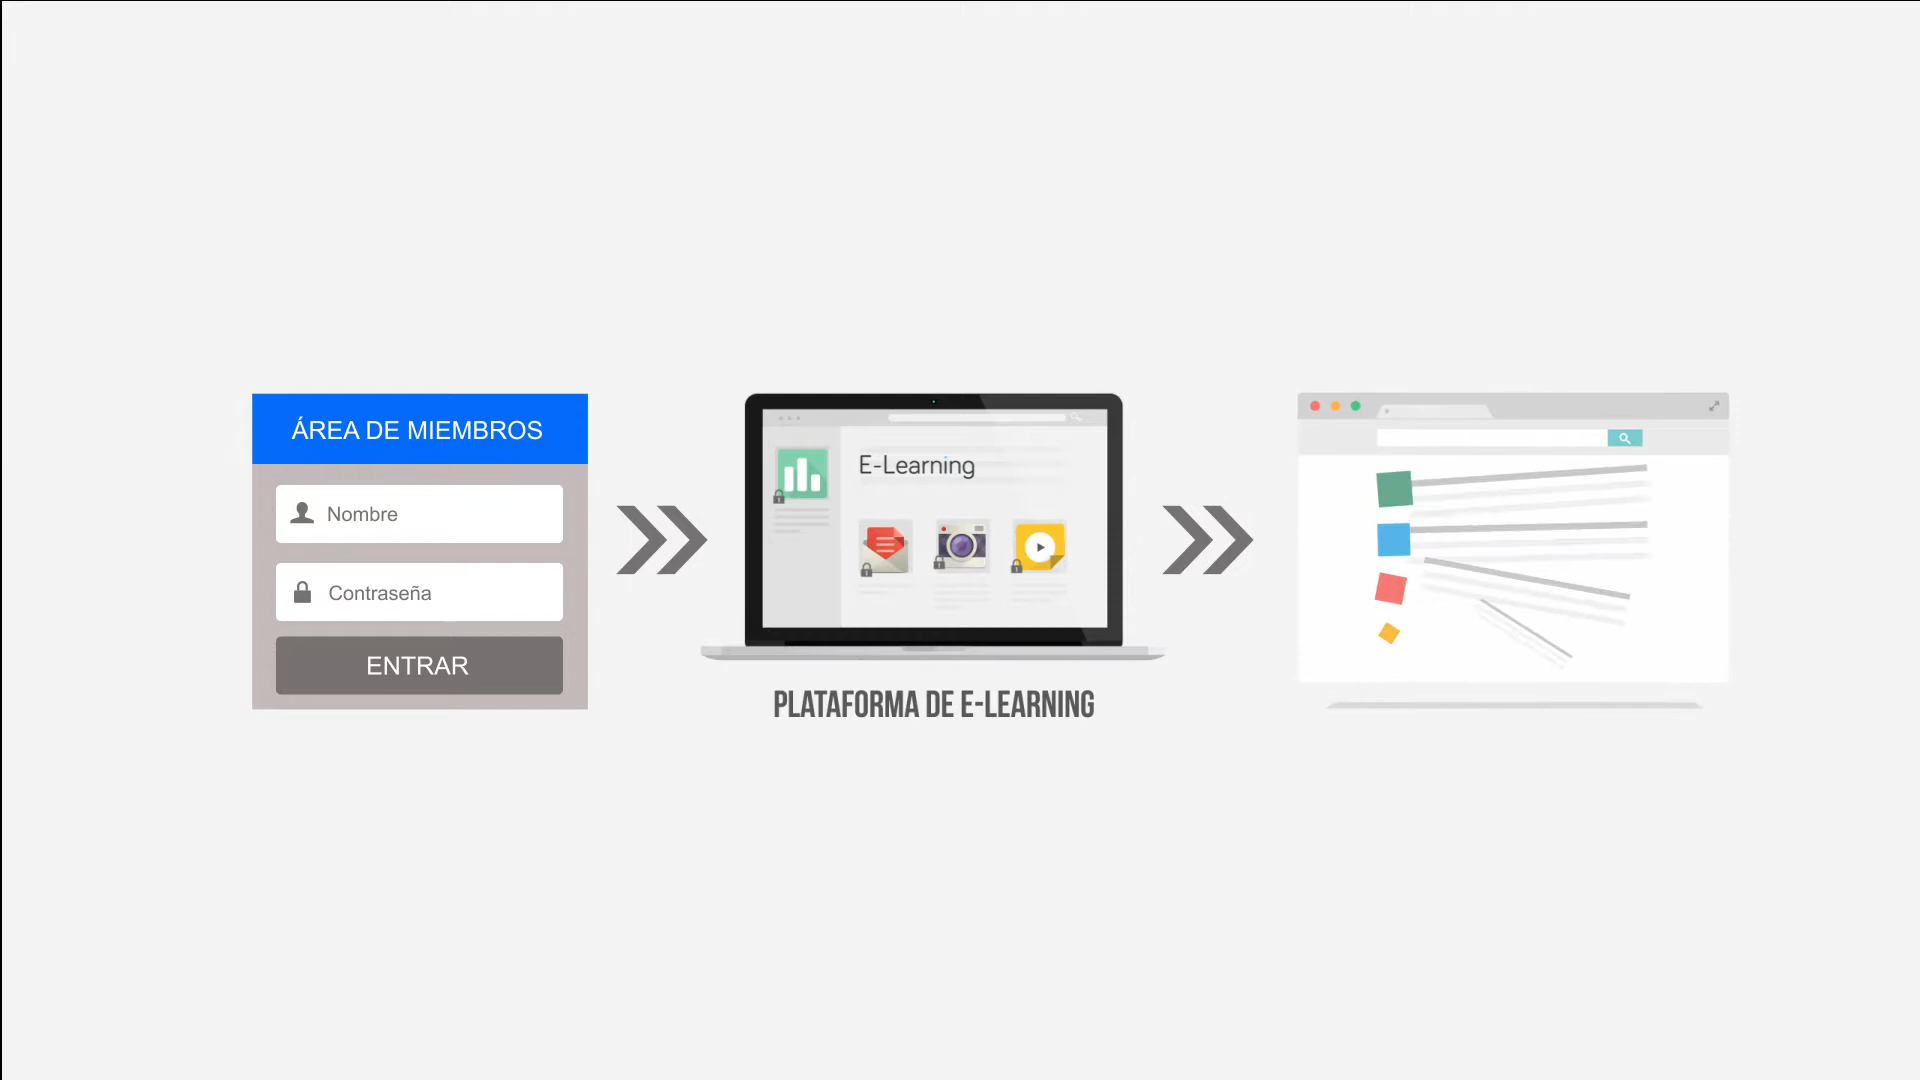 ÁREA DE MIEMBROS
Nombre
Contraseña
ENTRAR
E-Learning
PLATAFORMA DE E-LEARNING